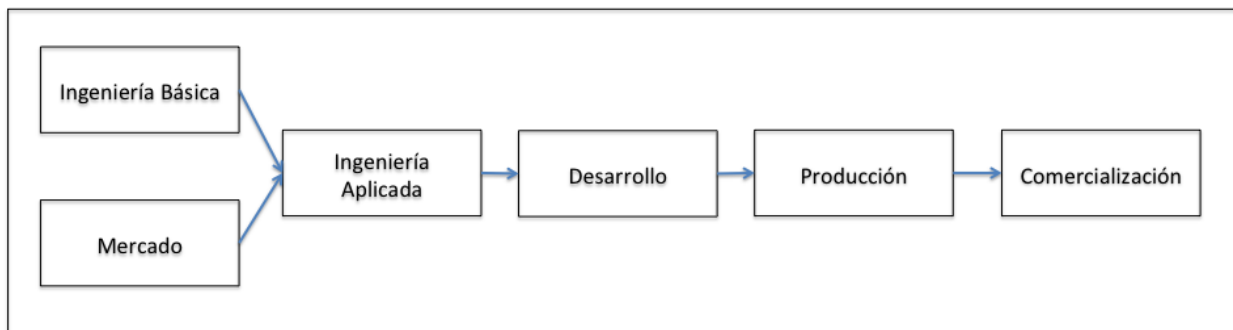 Ingeniería Básica
Mercado
Ingeniería
Aplicada
Desarrollo
Producción
Comercialización